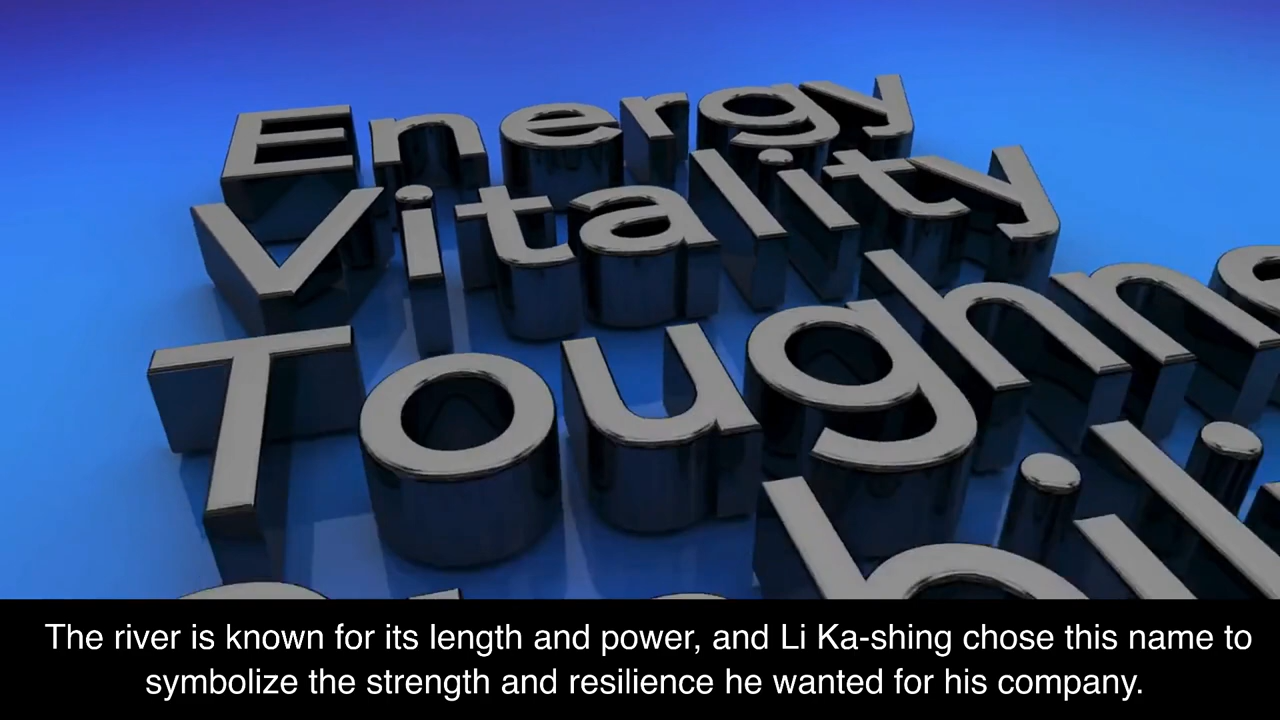 Energy
Vitality
The river is known for its length and power, and Li Ka-shing chose this name to
symbolize the strength and resilience he wanted for his company.